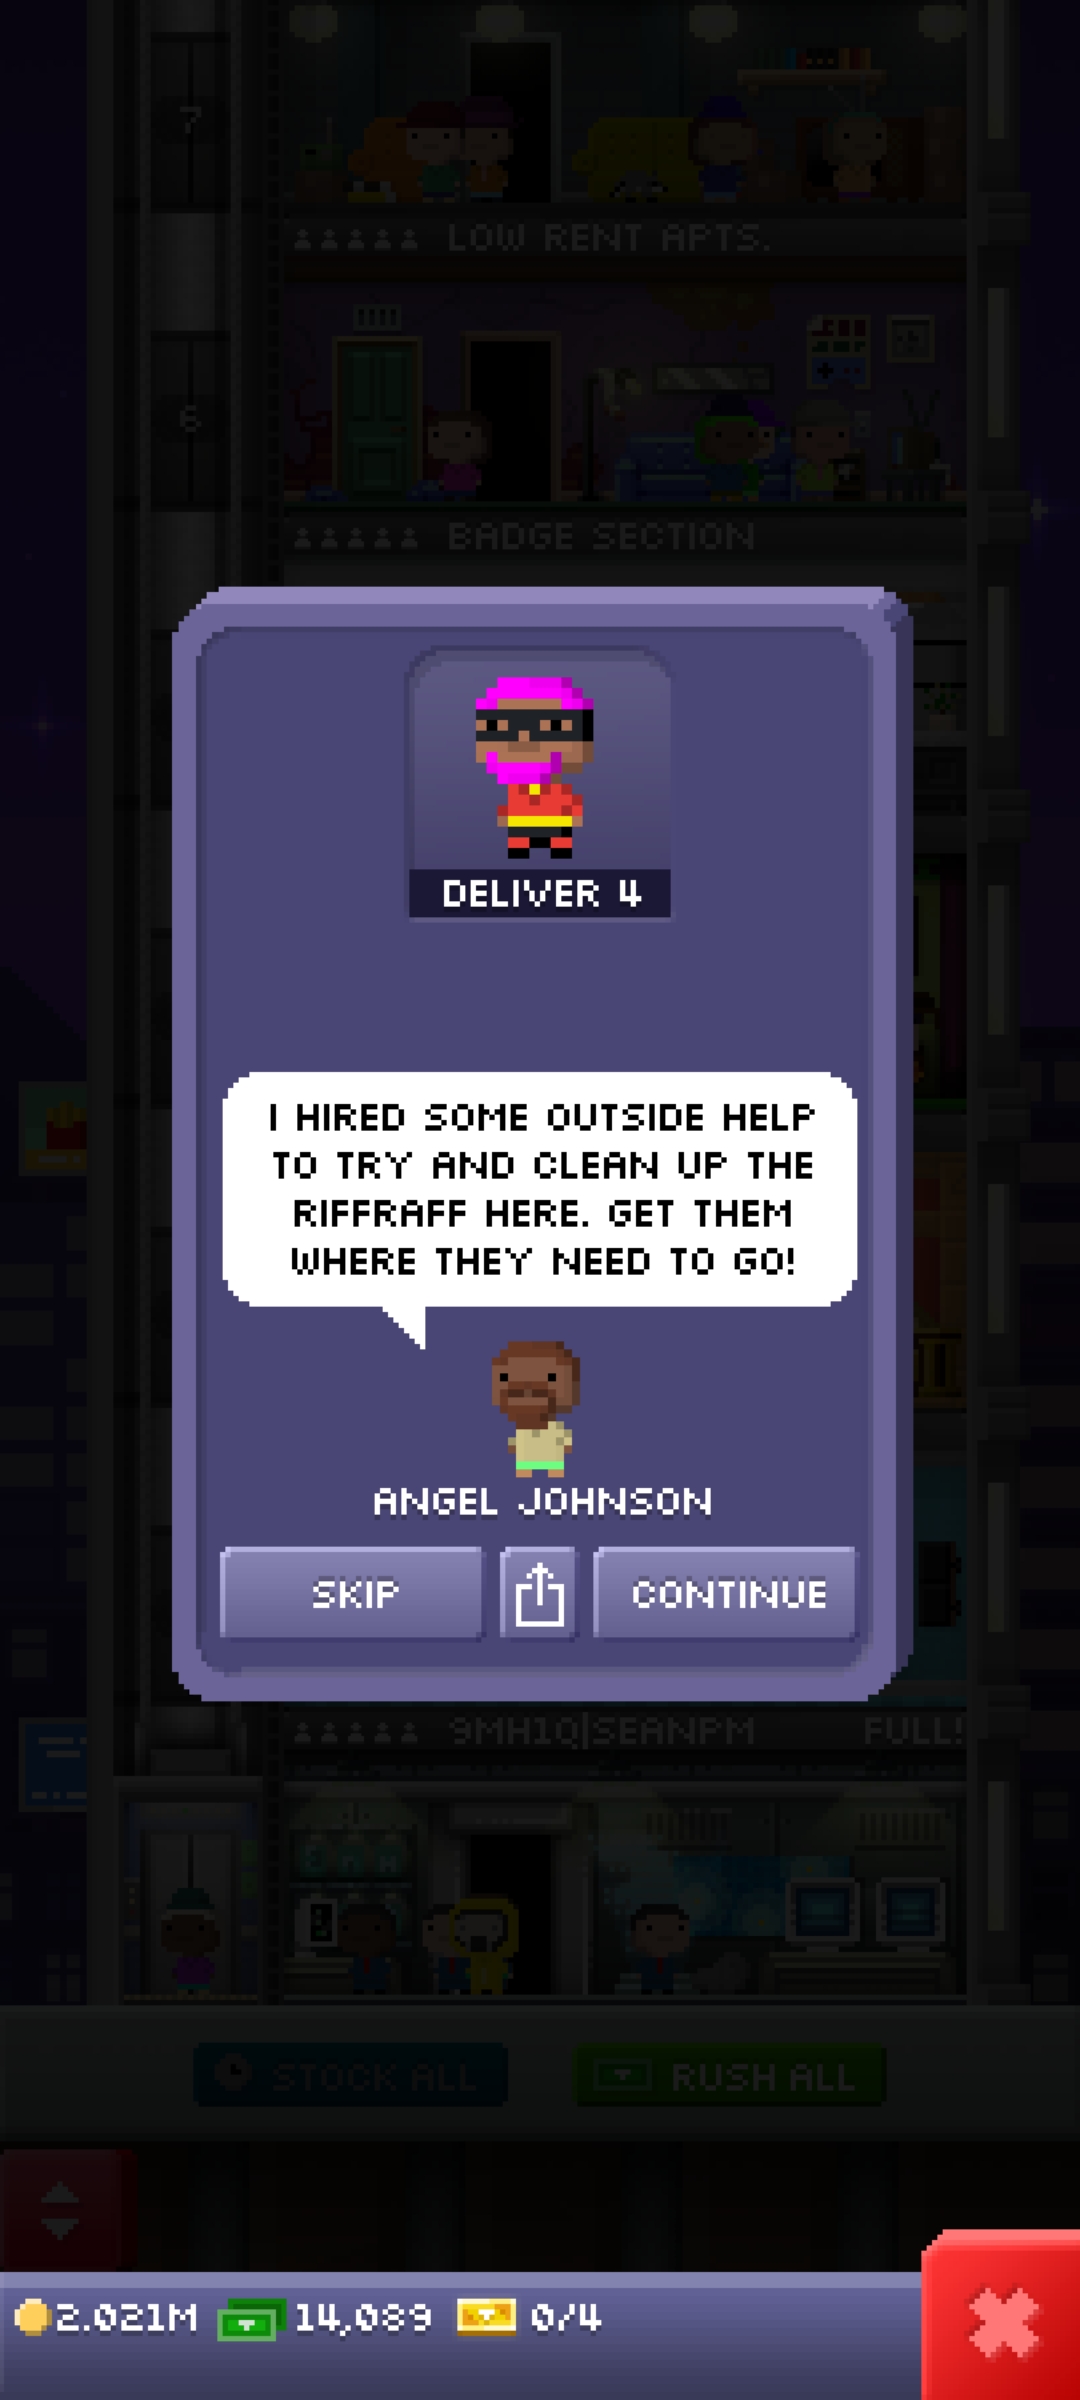 7
LOW RENT APTS.
6
BADGE SECTION
DELIVER 4
I HIRED SOME OUTSIDE HELP
TO TRY AND CLEAN UP THE
RIFFRAFF HERE. GET THEM
WHERE THEY NEED TO GO!
ANGEL JOHNSON
SKIP
CONTINUE
9MH1Q|SEANPM FULL!
STOCK ALL
RUSH ALL
2.021M 14,089 0/4